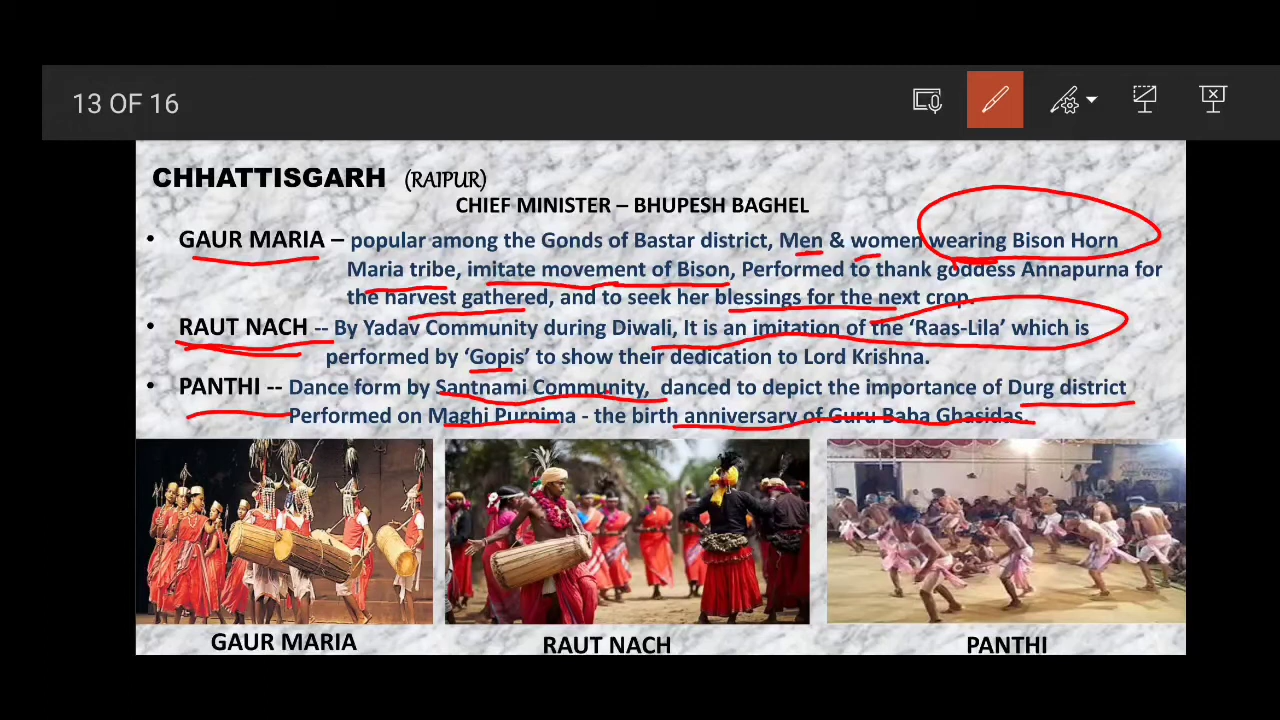 13 OF 16
CHHATTISGARH (RAIPUR)
CHIEF MINISTER – BHUPESH BAGHEL
• GAUR MARIA – popular among the Gonds of Bastar district, Men & women wearing Bison Horn
Maria tribe, imitate movement of Bison, Performed to thank goddess Annapurna for
the harvest gathered, and to seek her blessings for the next crop.
• RAUT NACH -- By Yadav Community during Diwali, It is an imitation of the ‘Raas-Lila’ which is
performed by ‘Gopis’ to show their dedication to Lord Krishna.
• PANTHI -- Dance form by Santnami Community, danced to depict the importance of Durg district
Performed on Maghi Purnima - the birth anniversary of Guru Baba Ghasidas.
GAUR MARIA RAUT NACH PANTHI